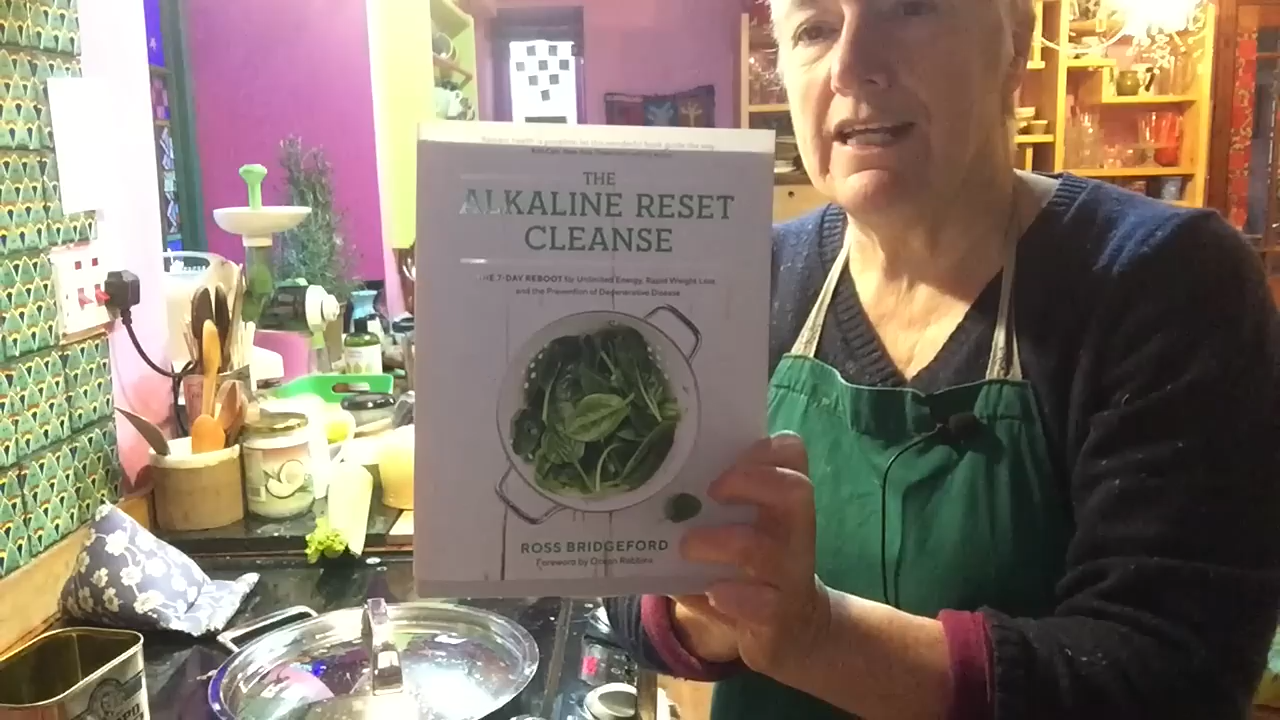 THE
ALKALINE RESET
CLEANSE
THE 7-DAY REBOOT for Unlimited Energy, Rapid Weight Loss
and the Prevention of Degenerative Disease
ROSS BRIDGEFORD
Foreword by Ocean Robbins